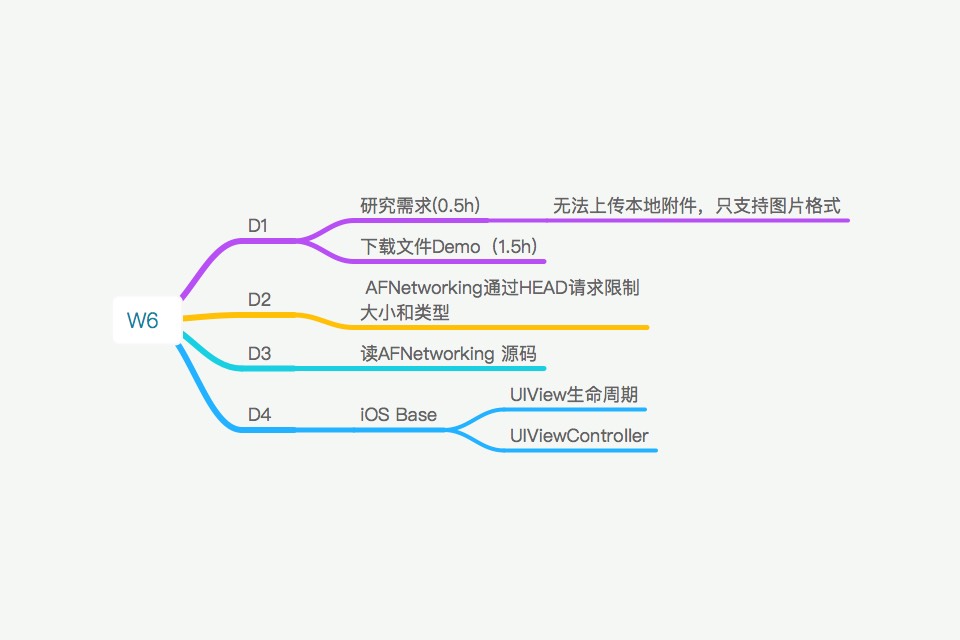 W6
D1
研究需求(0.5h)
无法上传本地附件，只支持图片格式
下载文件Demo（1.5h）
D2
AFNetworking通过HEAD请求限制
大小和类型
D3
读AFNetworking 源码
D4
iOS Base
UIView生命周期
UIViewController